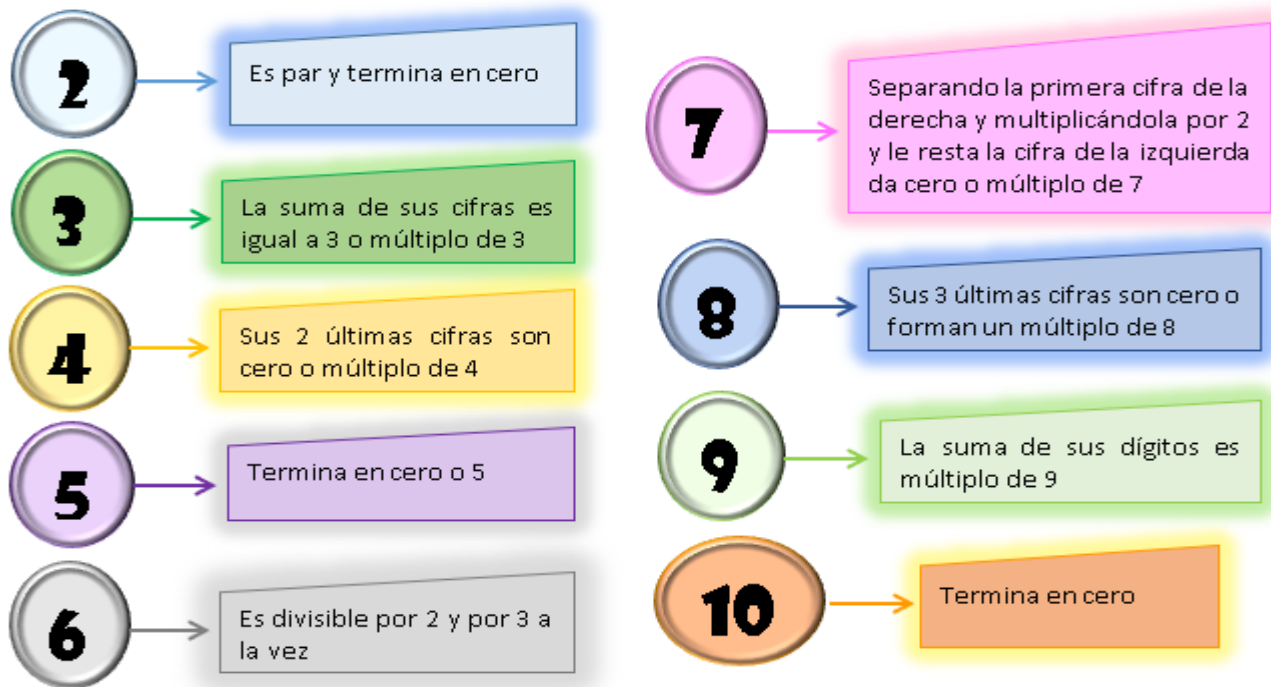 2
Es par y termina en cero
3
La suma de sus cifras es
igual a 3 o múltiplo de 3
4
Sus 2 últimas cifras son
cero o múltiplo de 4
5
Termina en cero o 5
6
Es divisible por 2 y por 3 a
la vez
7
Separando la primera cifra de la
derecha y multiplicándola por 2
y le resta la cifra de la izquierda
da cero o múltiplo de 7
8
Sus 3 últimas cifras son cero o
forman un múltiplo de 8
9
La suma de sus dígitos es
múltiplo de 9
10
Termina en cero